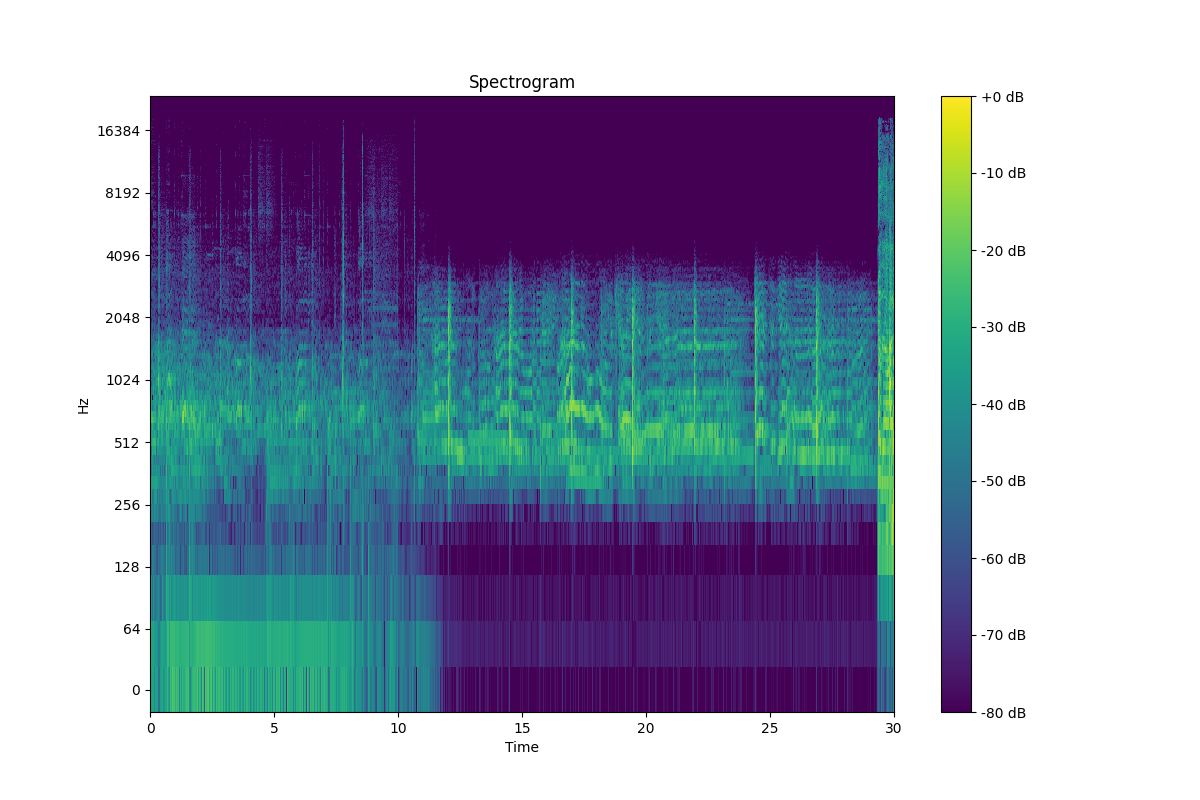 Spectrogram
16384
8192
4096
2048
1024
512
256
128
64
0
Hz
0 5 10 15 20 25 30
Time
+0 dB
-10 dB
-20 dB
-30 dB
-40 dB
-50 dB
-60 dB
-70 dB
-80 dB